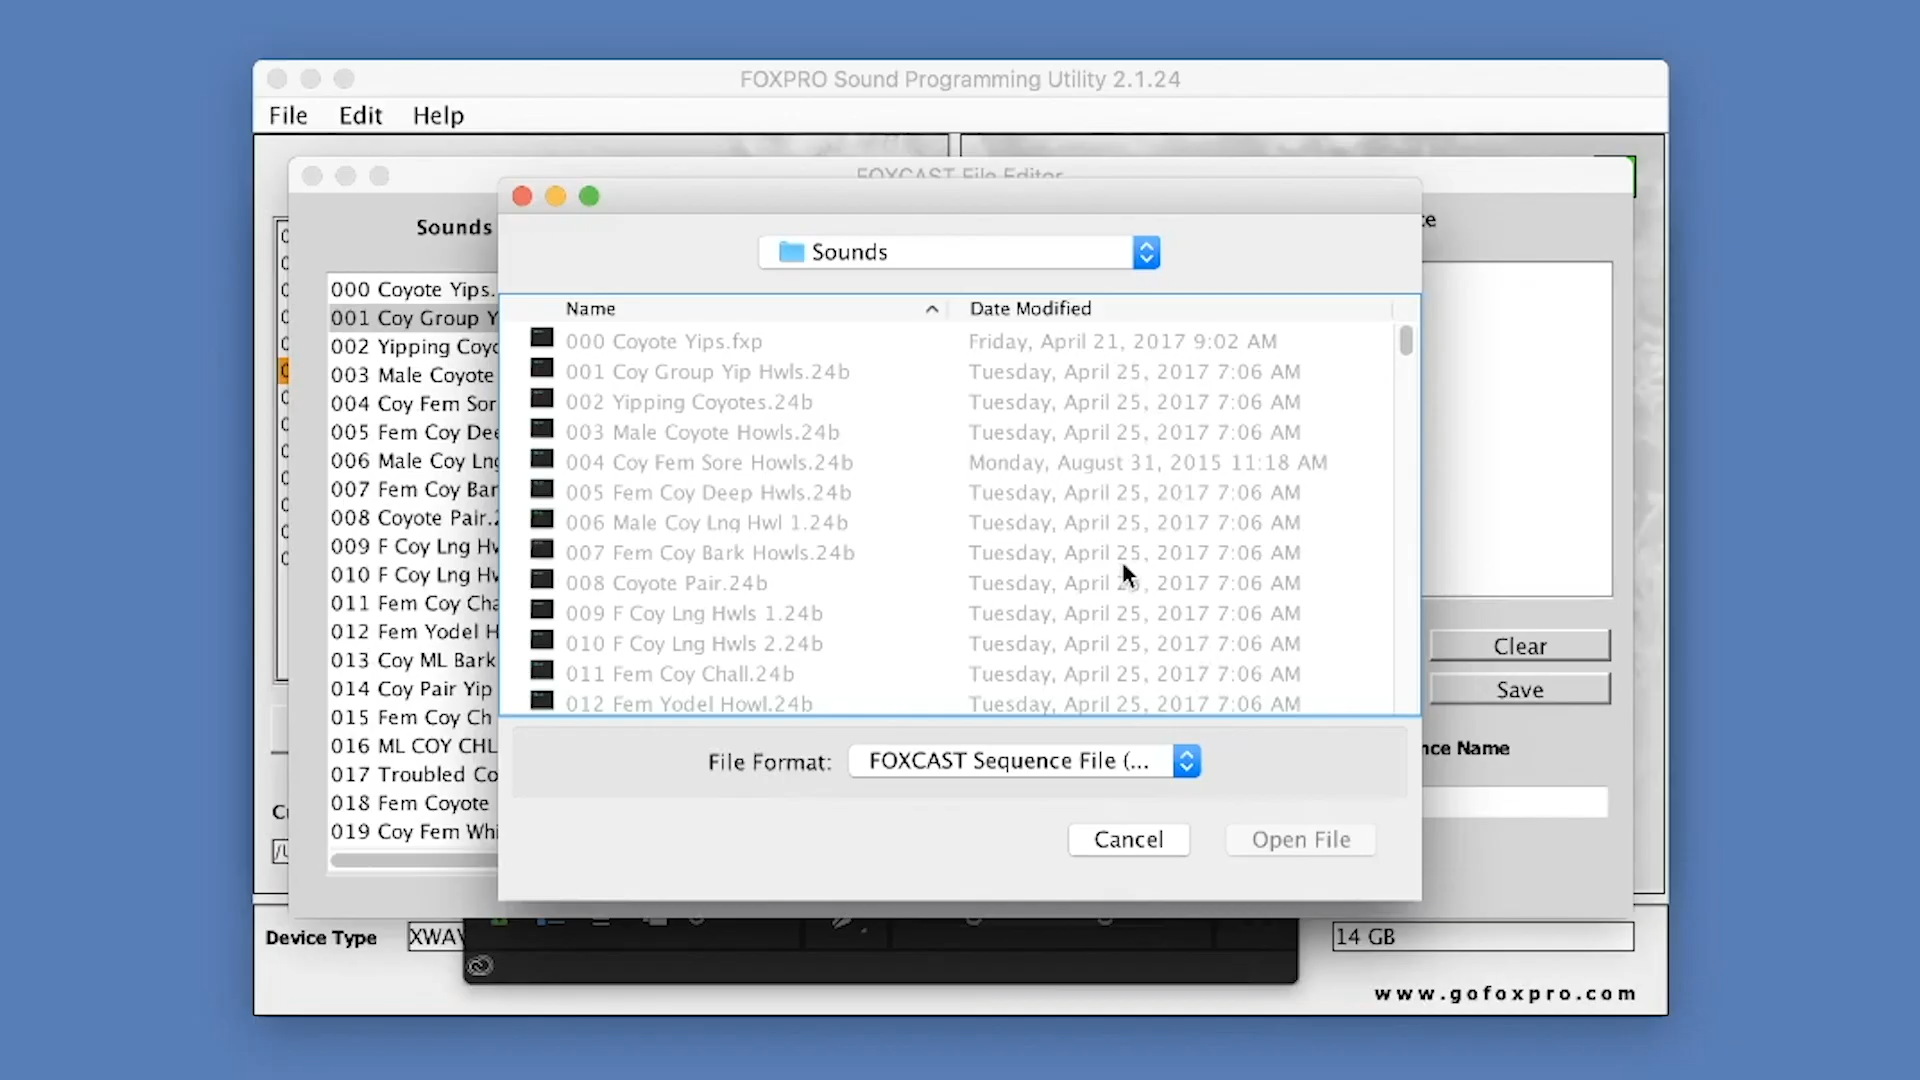 FOXPRO Sound Programming Utility 2.1.24
File Edit Help
FOXCAST File Editor
Sounds
000 Coyote Yips.
001 Coy Group Y
002 Yipping Coyo
003 Male Coyote
004 Coy Fem Sor
005 Fem Coy Dee
006 Male Coy Lng
007 Fem Coy Bar
008 Coyote Pair.2
009 F Coy Lng Hw
010 F Coy Lng Hw
011 Fem Coy Cha
012 Fem Yodel H
013 Coy ML Bark
014 Coy Pair Yip
015 Fem Coy Ch
016 ML COY CHL
017 Troubled Co
018 Fem Coyote
019 Coy Fem Whi
Sounds
Name Date Modified
000 Coyote Yips.fxp Friday, April 21, 2017 9:02 AM
001 Coy Group Yip Hwls.24b Tuesday, April 25, 2017 7:06 AM
002 Yipping Coyotes.24b Tuesday, April 25, 2017 7:06 AM
003 Male Coyote Howls.24b Tuesday, April 25, 2017 7:06 AM
004 Coy Fem Sore Howls.24b Monday, August 31, 2015 11:18 AM
005 Fem Coy Deep Hwls.24b Tuesday, April 25, 2017 7:06 AM
006 Male Coy Lng Hwl 1.24b Tuesday, April 25, 2017 7:06 AM
007 Fem Coy Bark Howls.24b Tuesday, April 25, 2017 7:06 AM
008 Coyote Pair.24b Tuesday, April 25, 2017 7:06 AM
009 F Coy Lng Hwls 1.24b Tuesday, April 25, 2017 7:06 AM
010 F Coy Lng Hwls 2.24b Tuesday, April 25, 2017 7:06 AM
011 Fem Coy Chall.24b Tuesday, April 25, 2017 7:06 AM
012 Fem Yodel Howl.24b Tuesday, April 25, 2017 7:06 AM
File Format: FOXCAST Sequence File (...
Cancel Open File
Clear
Save
nce Name
Device Type XWAV
14 GB
www.gofoxpro.com